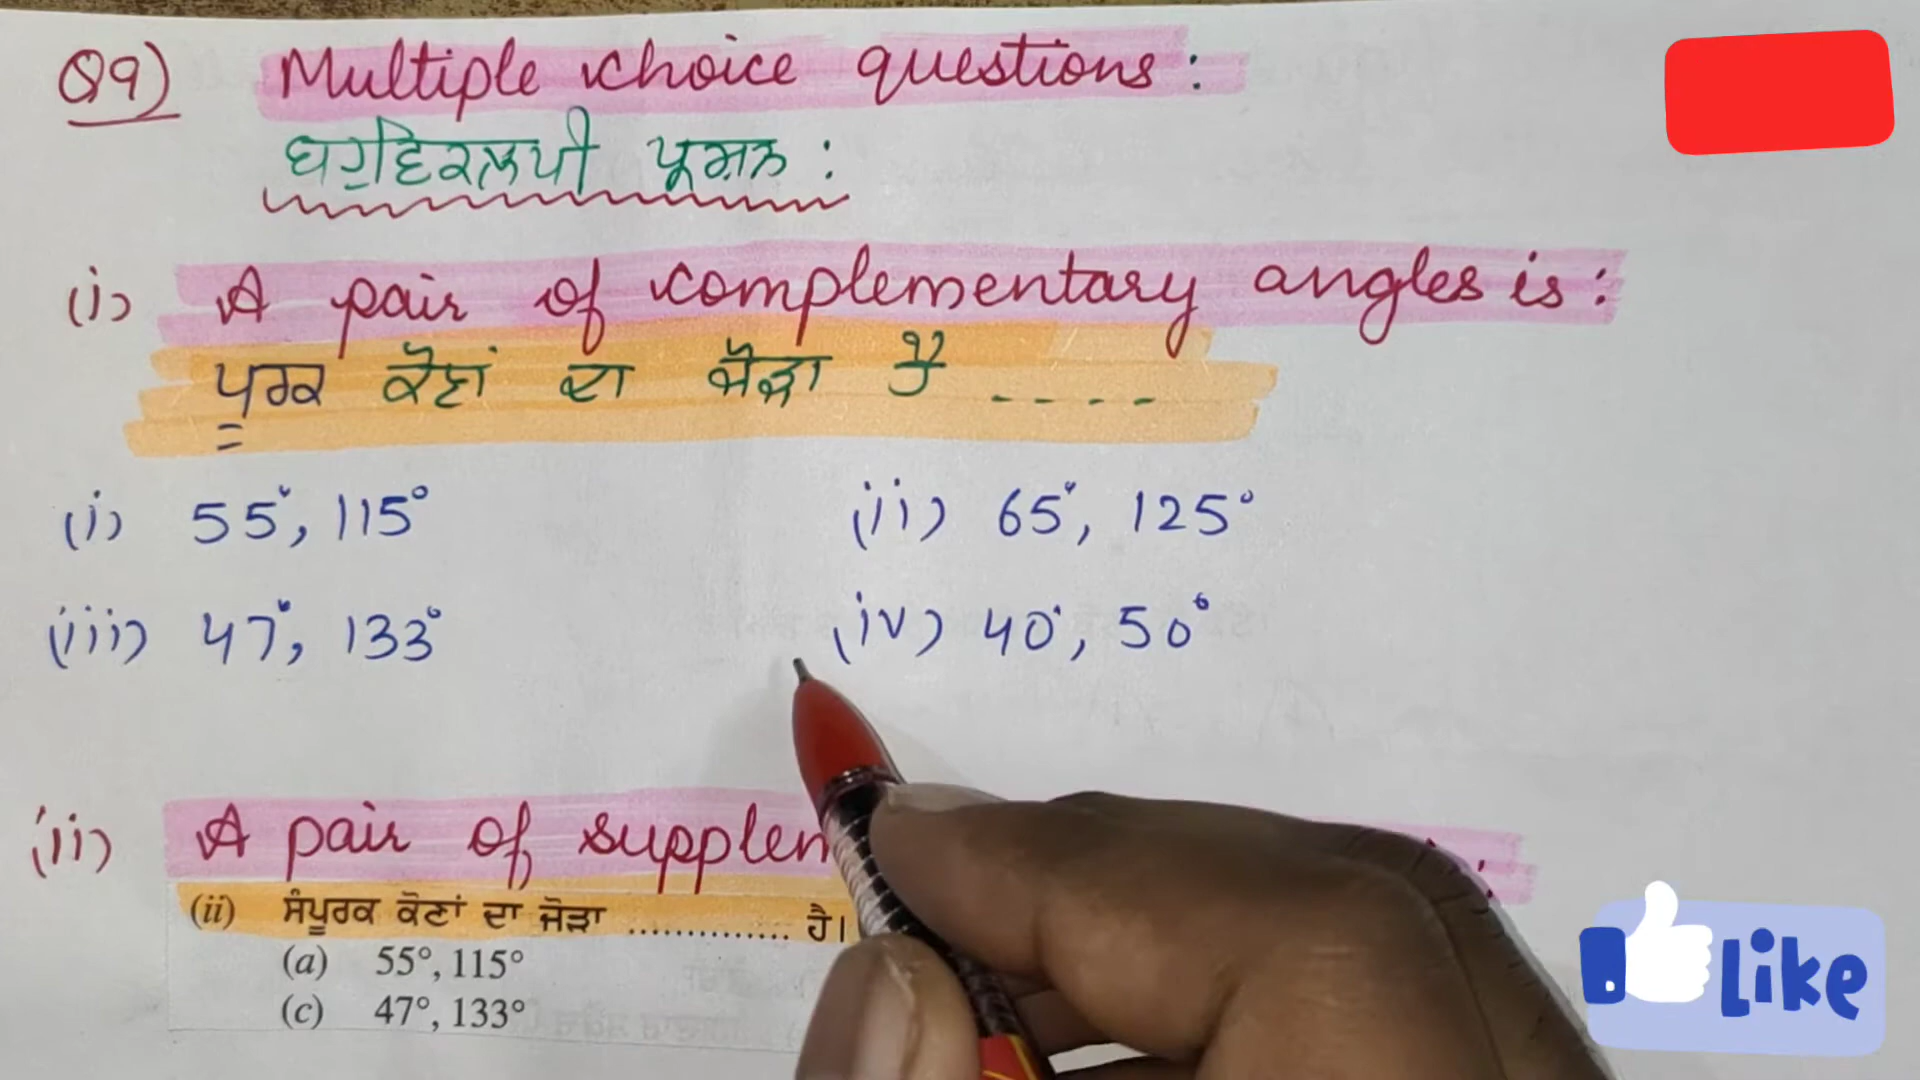 Q9) Multiple choice questions:
ਬਹੁਵਿਕਲਪੀ ਪ੍ਰਸ਼ਨ :
(i) A pair of complementary angles is:
ਪੂਰਕ ਕੋਣਾਂ ਦਾ ਜੋੜਾ ਹੈ ----
(i) 55°, 115° (ii) 65°, 125°
(iii) 47°, 133° (iv) 40°, 50°
(ii) A pair of
(ii) ਸੰਪੂਰਕ ਕੋਣਾਂ ਦਾ ਜੋੜਾ .............. ਹੈ।
(a) 55°, 115°
(c) 47°, 133°
Like